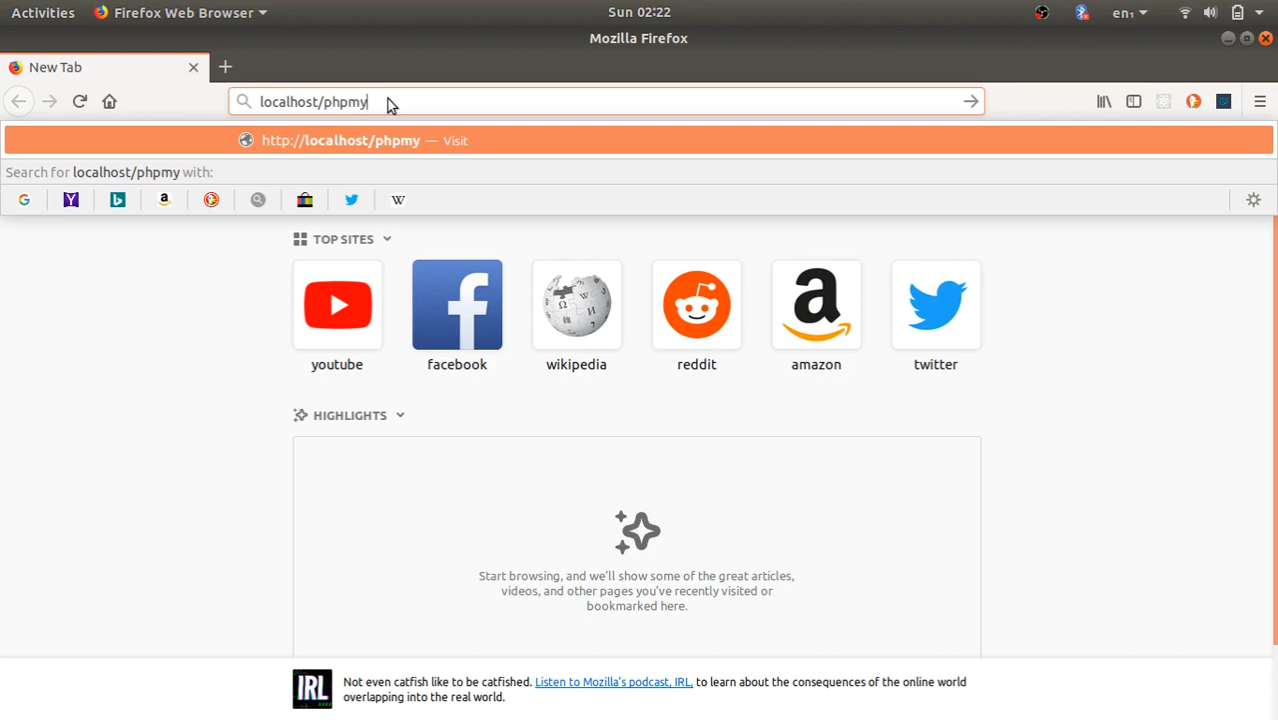 Activities Firefox Web Browser Sun 02:22 en₁
Mozilla Firefox
New Tab
localhost/phpmy
http://localhost/phpmy — Visit
Search for localhost/phpmy with:
TOP SITES
youtube facebook wikipedia reddit amazon twitter
HIGHLIGHTS
Start browsing, and we'll show some of the great articles,
videos, and other pages you've recently visited or
bookmarked here.
IRL Not even catfish like to be catfished. Listen to Mozilla's podcast, IRL, to learn about the consequences of the online world
overlapping into the real world.